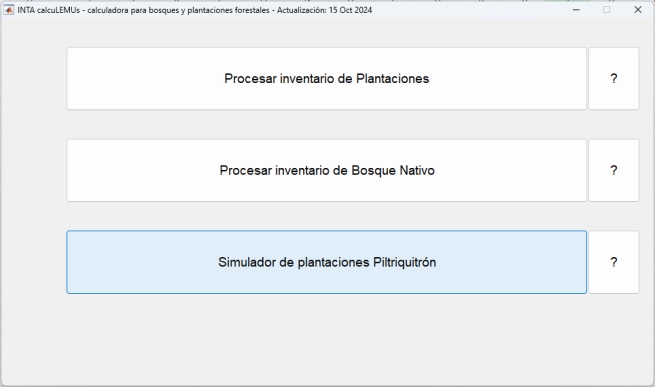 INTA calcuLEMUs - calculadora para bosques y plantaciones forestales - Actualización: 15 Oct 2024
Procesar inventario de Plantaciones ?
Procesar inventario de Bosque Nativo ?
Simulador de plantaciones Piltriquitrón ?